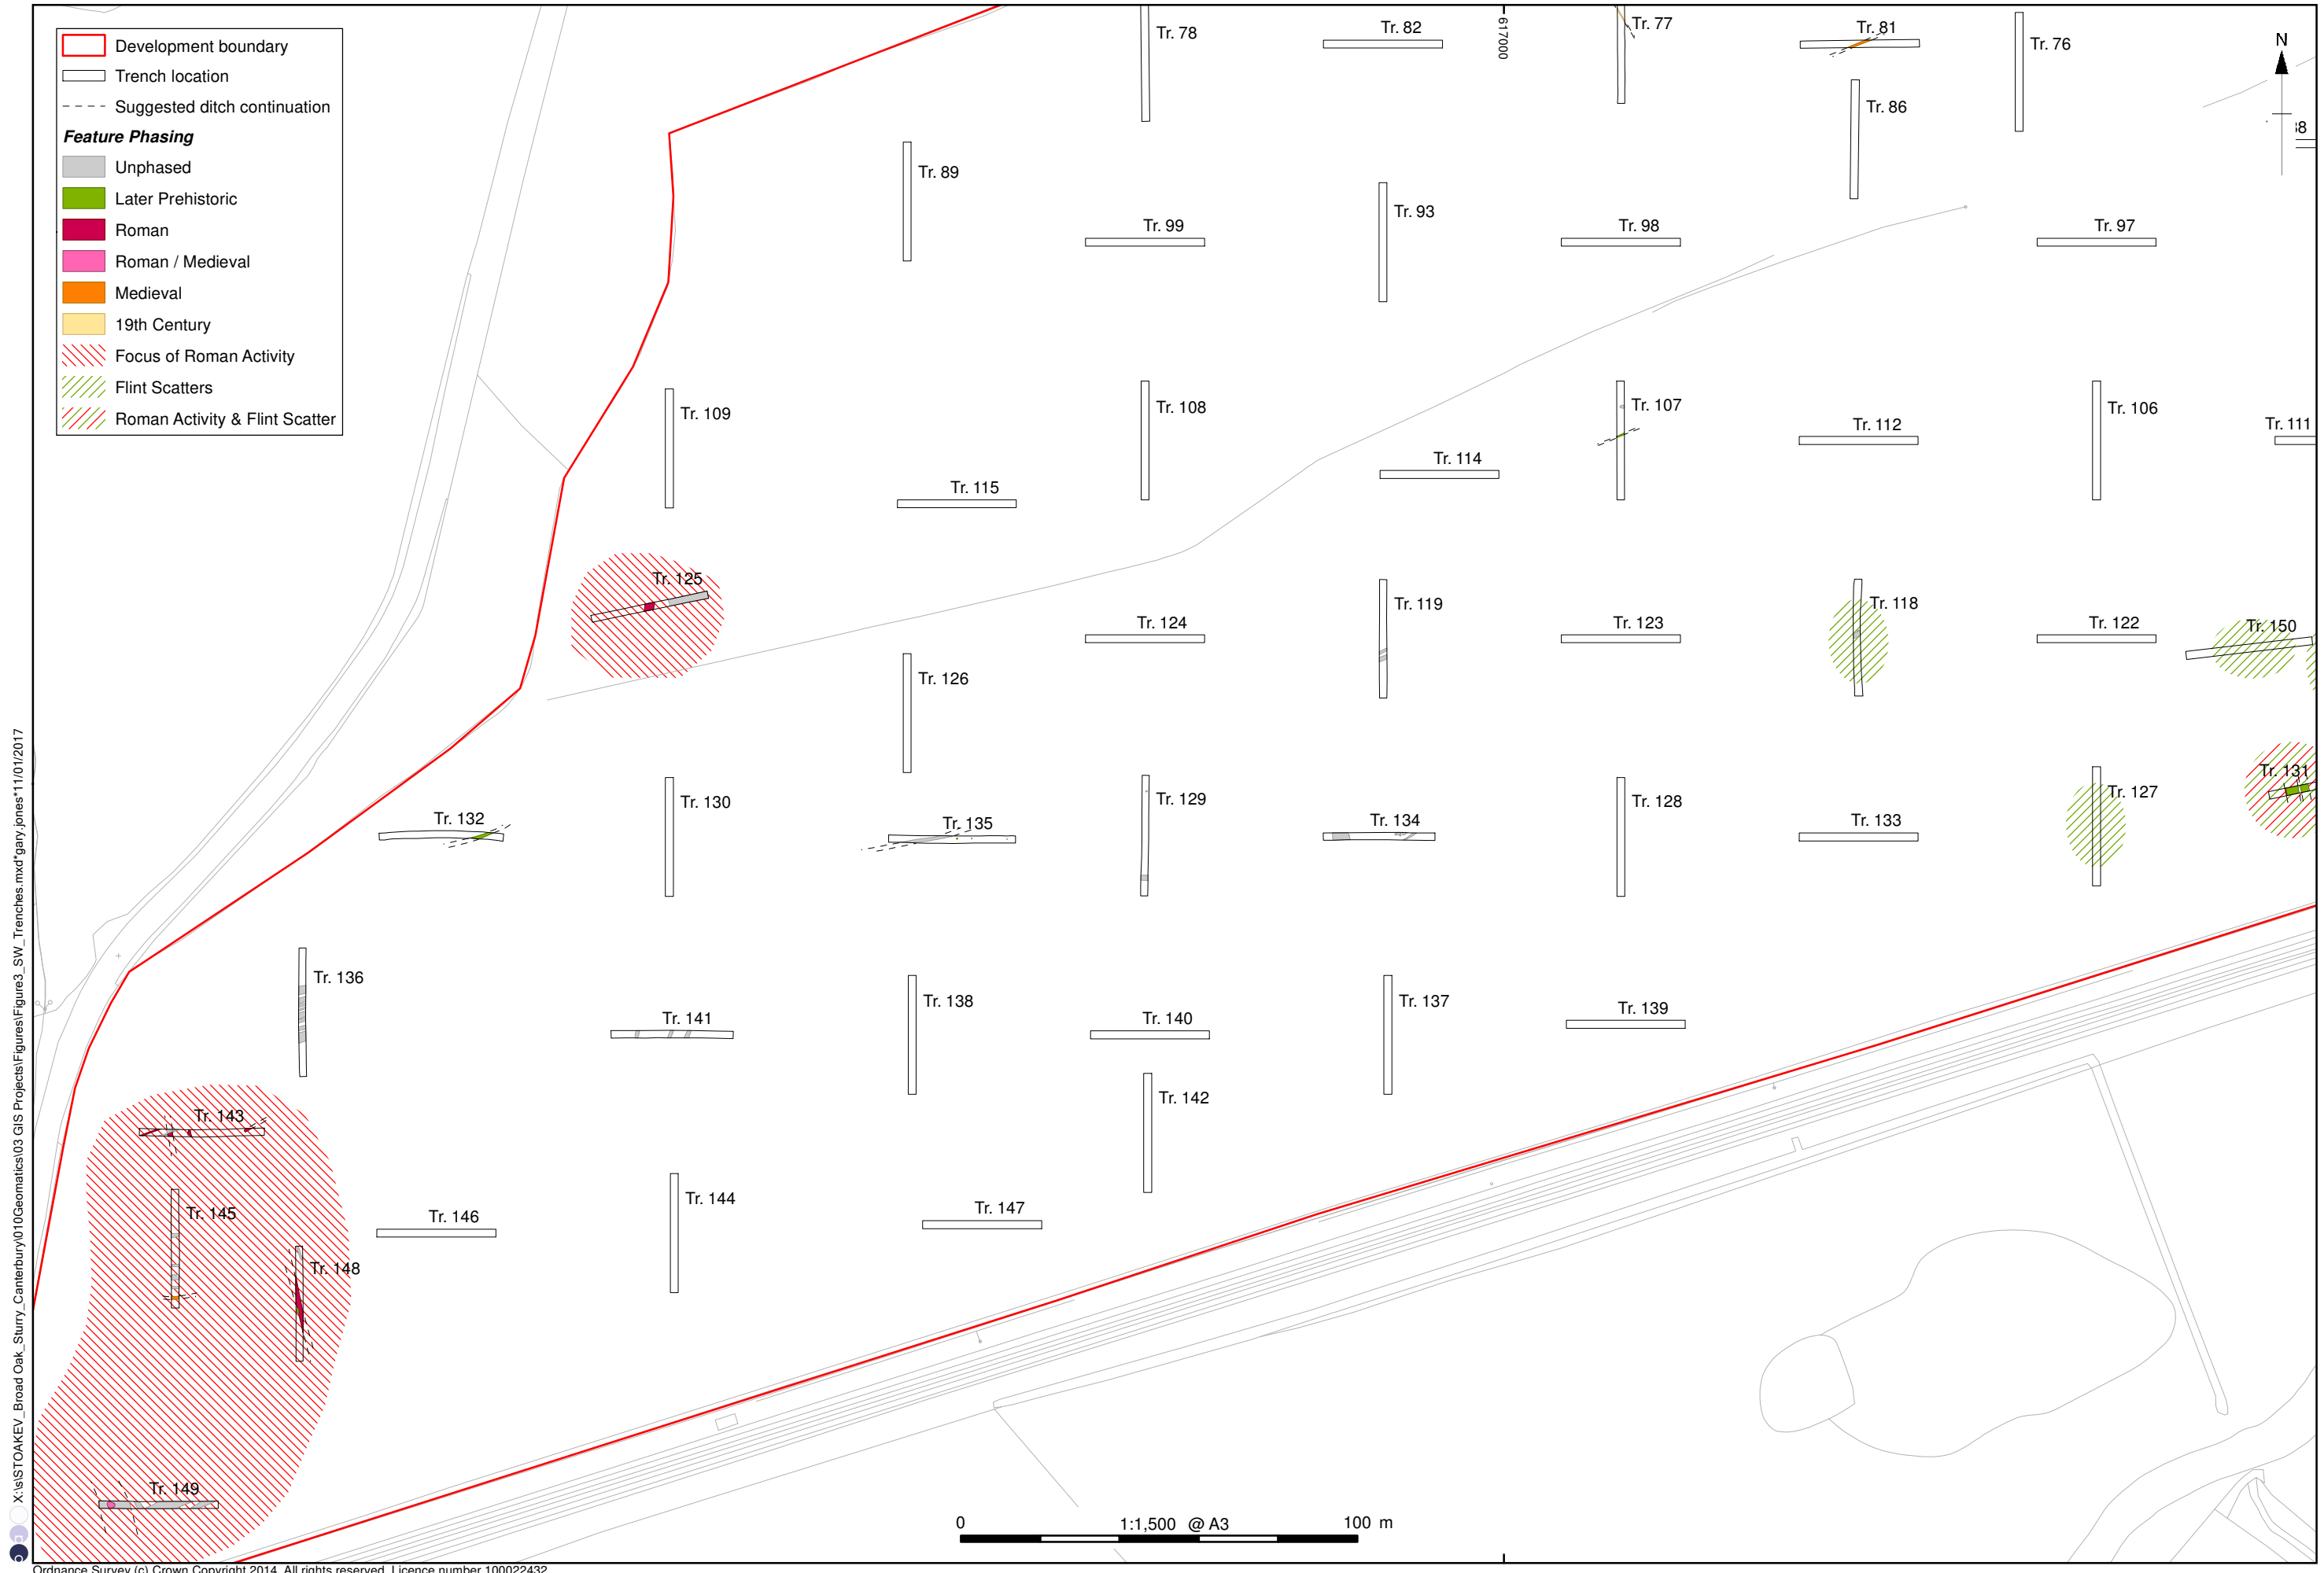 Development boundary
Trench location
Suggested ditch continuation
Feature Phasing
Unphased
Later Prehistoric
Roman
Roman / Medieval
Medieval
19th Century
Focus of Roman Activity
Flint Scatters
Roman Activity & Flint Scatter
Tr. 78
Tr. 82
617000
Tr. 77
Tr. 81
Tr. 76
N
Tr. 86
Tr. 89
Tr. 99
Tr. 93
Tr. 98
Tr. 97
Tr. 109
Tr. 108
Tr. 107
Tr. 112
Tr. 106
Tr. 111
Tr. 115
Tr. 114
Tr. 125
Tr. 119
Tr. 118
Tr. 124
Tr. 123
Tr. 122
Tr. 150
Tr. 126
Tr. 131
Tr. 130
Tr. 129
Tr. 128
Tr. 127
Tr. 132
Tr. 135
Tr. 134
Tr. 133
Tr. 136
Tr. 138
Tr. 137
Tr. 141
Tr. 140
Tr. 139
Tr. 142
Tr. 143
Tr. 145
Tr. 144
Tr. 146
Tr. 147
Tr. 148
Tr. 149
0 1:1,500 @ A3 100 m
X:\s\STOAKEV_Broad Oak_Sturry_Canterbury\010Geomatics\03 GIS Projects\Figures\Figure3_SW_Trenches.mxd*gary.jones*11/01/2017
Ordnance Survey (c) Crown Copyright 2014. All rights reserved. Licence number 100022432